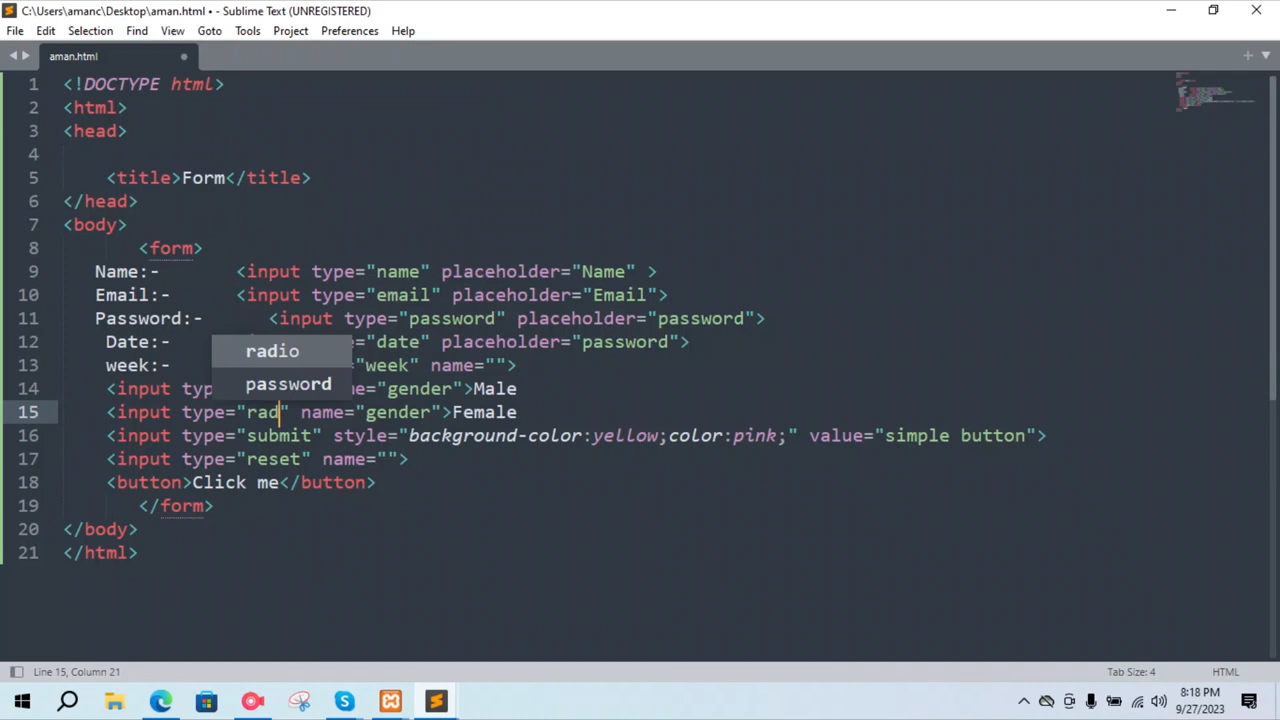 C:\Users\amanc\Desktop\aman.html • - Sublime Text (UNREGISTERED)
File Edit Selection Find View Goto Tools Project Preferences Help
aman.html
1 <!DOCTYPE html>
2 <html>
3 <head>
4
5 <title>Form</title>
6 </head>
7 <body>
8 <form>
9 Name:- <input type="name" placeholder="Name" >
10 Email:- <input type="email" placeholder="Email">
11 Password:- <input type="password" placeholder="password">
12 Date:- ="date" placeholder="password">
13 week:- ="week" name="">
14 <input typ me="gender">Male
15 <input type="rad" name="gender">Female
16 <input type="submit" style="background-color:yellow;color:pink;" value="simple button">
17 <input type="reset" name="">
18 <button>Click me</button>
19 </form>
20 </body>
21 </html>
radio
password
Line 15, Column 21 Tab Size: 4 HTML
8:18 PM
9/27/2023